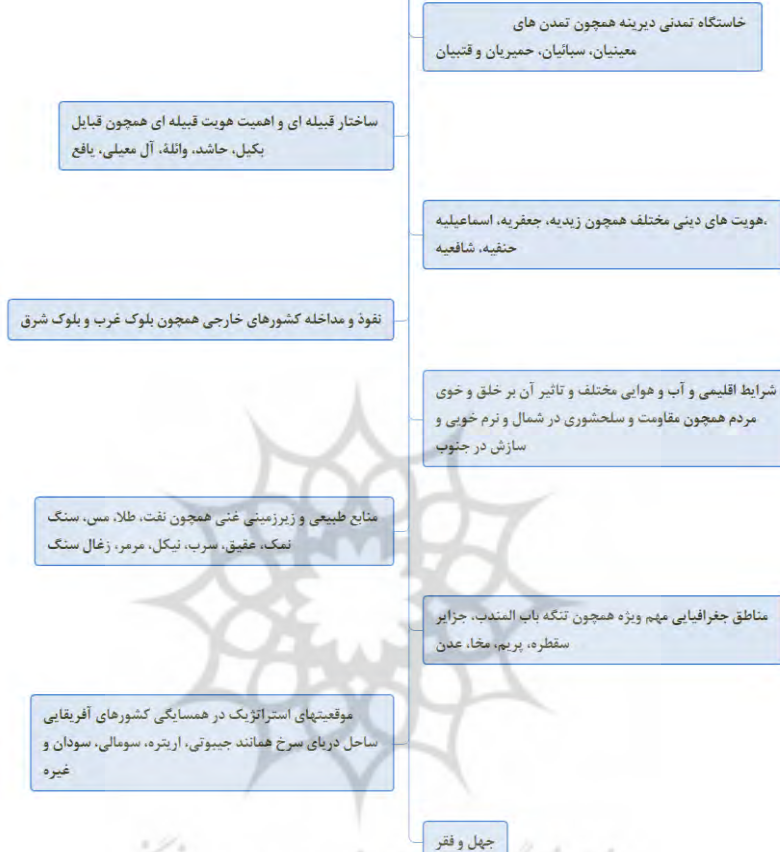 خاستگاه تمدنی دیرینه همچون تمدن های
معینیان، سبائیان، حمیریان و قتبیان
ساختار قبیله ای و اهمیت هویت قبیله ای همچون قبایل
بکیل، حاشد، وائلة، آل معیلی، یافع
،هویت های دینی مختلف همچون زیدیه، جعفریه، اسماعیلیه
حنفیه، شافعیه
نفوذ و مداخله کشورهای خارجی همچون بلوک غرب و بلوک شرق
شرایط اقلیمی و آب و هوایی مختلف و تاثیر آن بر خلق و خوی
مردم همچون مقاومت و سلحشوری در شمال و نرم خویی و
سازش در جنوب
منابع طبیعی و زیرزمینی غنی همچون نفت، طلا، مس، سنگ
نمک، عقیق، سرب، نیکل، مرمر، زغال سنگ
مناطق جغرافیایی مهم ویژه همچون تنگه باب المندب، جزایر
سقطره، پریم، مخا، عدن
موقعیتهای استراتژیک در همسایگی کشورهای آفریقایی
ساحل دریای سرخ همانند جیبوتی، اریتره، سومالی، سودان و
غیره
جهل و فقر